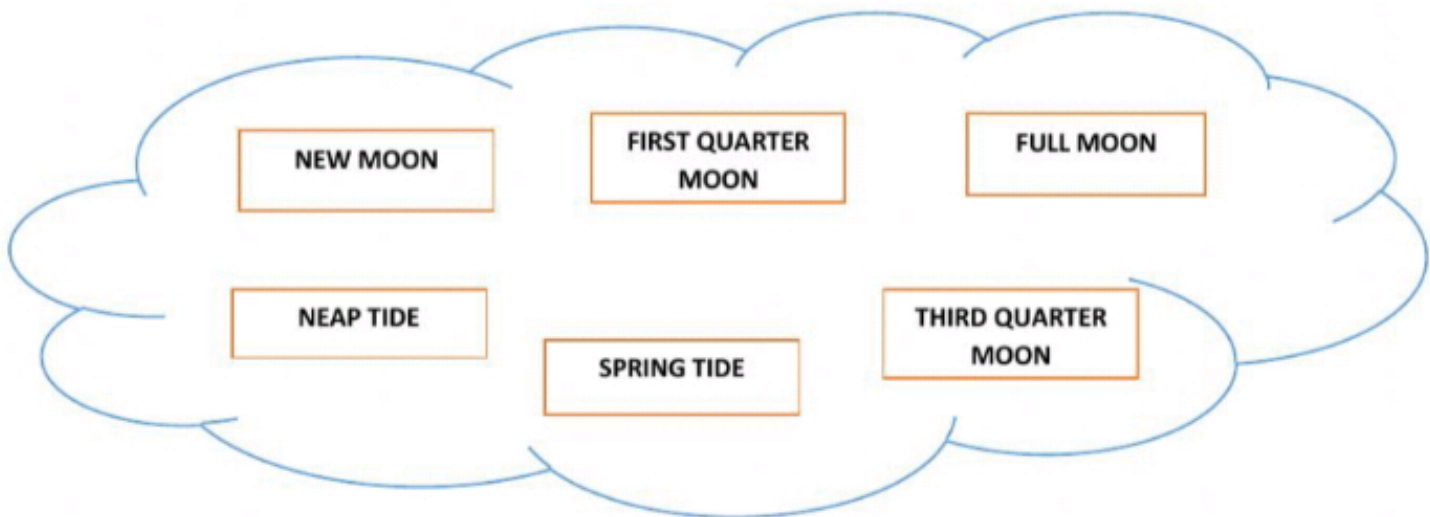 NEW MOON
FIRST QUARTER
MOON
FULL MOON
NEAP TIDE
SPRING TIDE
THIRD QUARTER
MOON